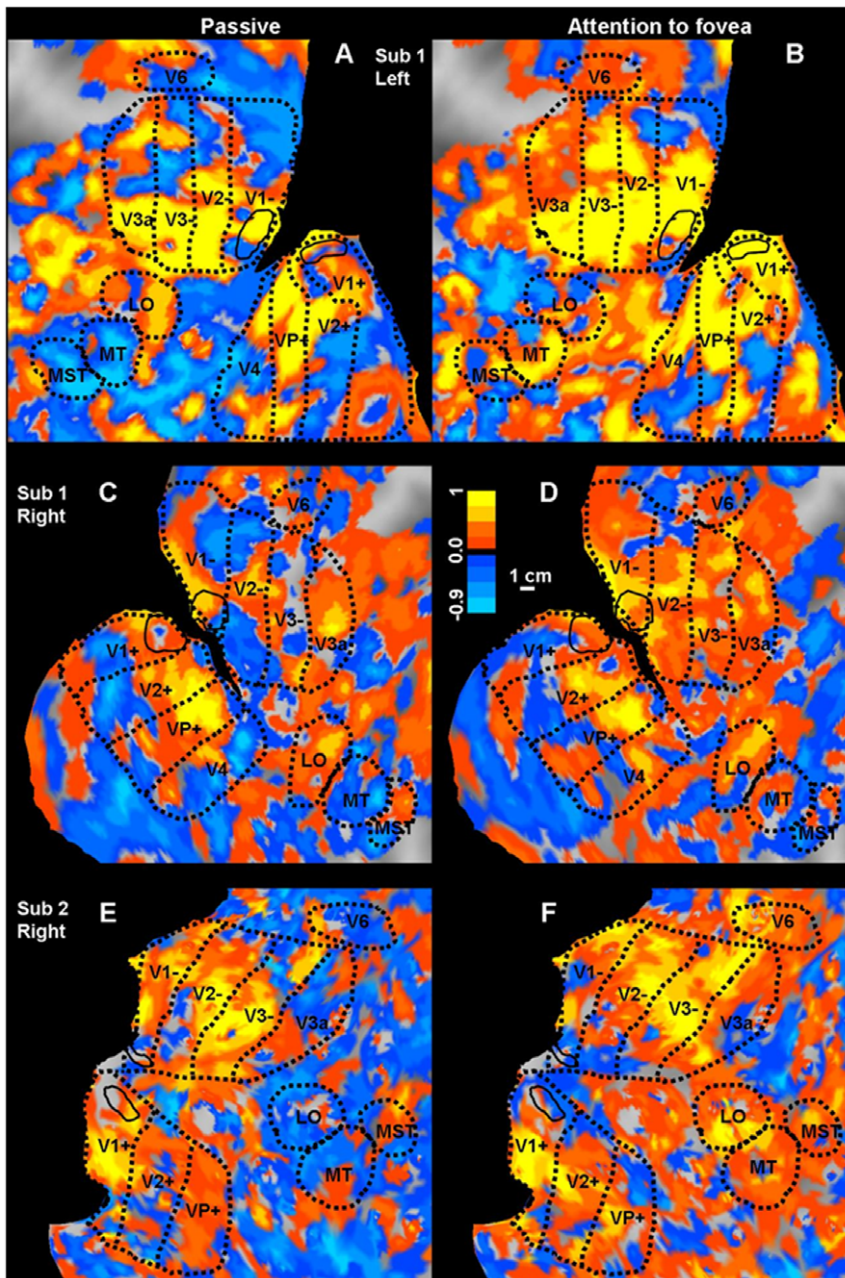 Passive Attention to fovea
A Sub 1 Left B
V6 V6
V2- V1- V2- V1-
V3a V3- V3a V3-
LO V1+ LO V1+
MT VP+ V2+ MT VP+ V2+
MST V4 MST V4
Sub 1 Right C D
V6 1 0.0 -0.9 1 cm V6
V1- V1-
V2- V2-
V3- V3a V3- V3a
V1+ V1+
V2+ V2+
VP+ VP+
V4 LO V4 LO
MT MT
MST MST
Sub 2 Right E F
V6 V6
V1- V1-
V2- V2-
V3- V3a V3- V3a
LO MST LO MST
V1+ V1+
MT MT
V2+ V2+
VP+ VP+